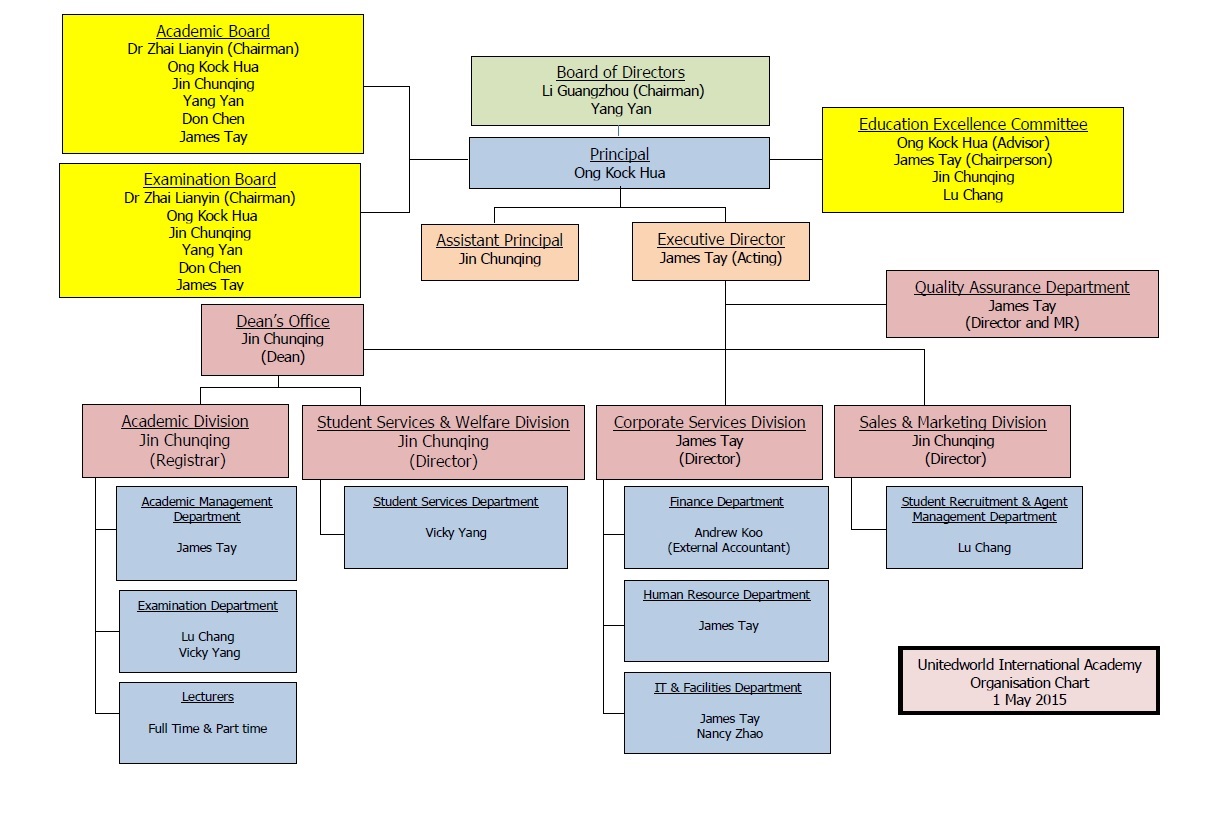 Academic Board
Dr Zhai Lianyin (Chairman)
Ong Kock Hua
Jin Chunqing
Yang Yan
Don Chen
James Tay
Board of Directors
Li Guangzhou (Chairman)
Yang Yan
Education Excellence Committee
Ong Kock Hua (Advisor)
James Tay (Chairperson)
Jin Chunqing
Lu Chang
Principal
Ong Kock Hua
Examination Board
Dr Zhai Lianyin (Chairman)
Ong Kock Hua
Jin Chunqing
Yang Yan
Don Chen
James Tay
Assistant Principal
Jin Chunqing
Executive Director
James Tay (Acting)
Quality Assurance Department
James Tay
(Director and MR)
Dean’s Office
Jin Chunqing
(Dean)
Academic Division
Jin Chunqing
(Registrar)
Student Services & Welfare Division
Jin Chunqing
(Director)
Corporate Services Division
James Tay
(Director)
Sales & Marketing Division
Jin Chunqing
(Director)
Academic Management
Department
James Tay
Student Services Department
Vicky Yang
Finance Department
Andrew Koo
(External Accountant)
Student Recruitment & Agent
Management Department
Lu Chang
Examination Department
Lu Chang
Vicky Yang
Human Resource Department
James Tay
Lecturers
Full Time & Part time
IT & Facilities Department
James Tay
Nancy Zhao
Unitedworld International Academy
Organisation Chart
1 May 2015